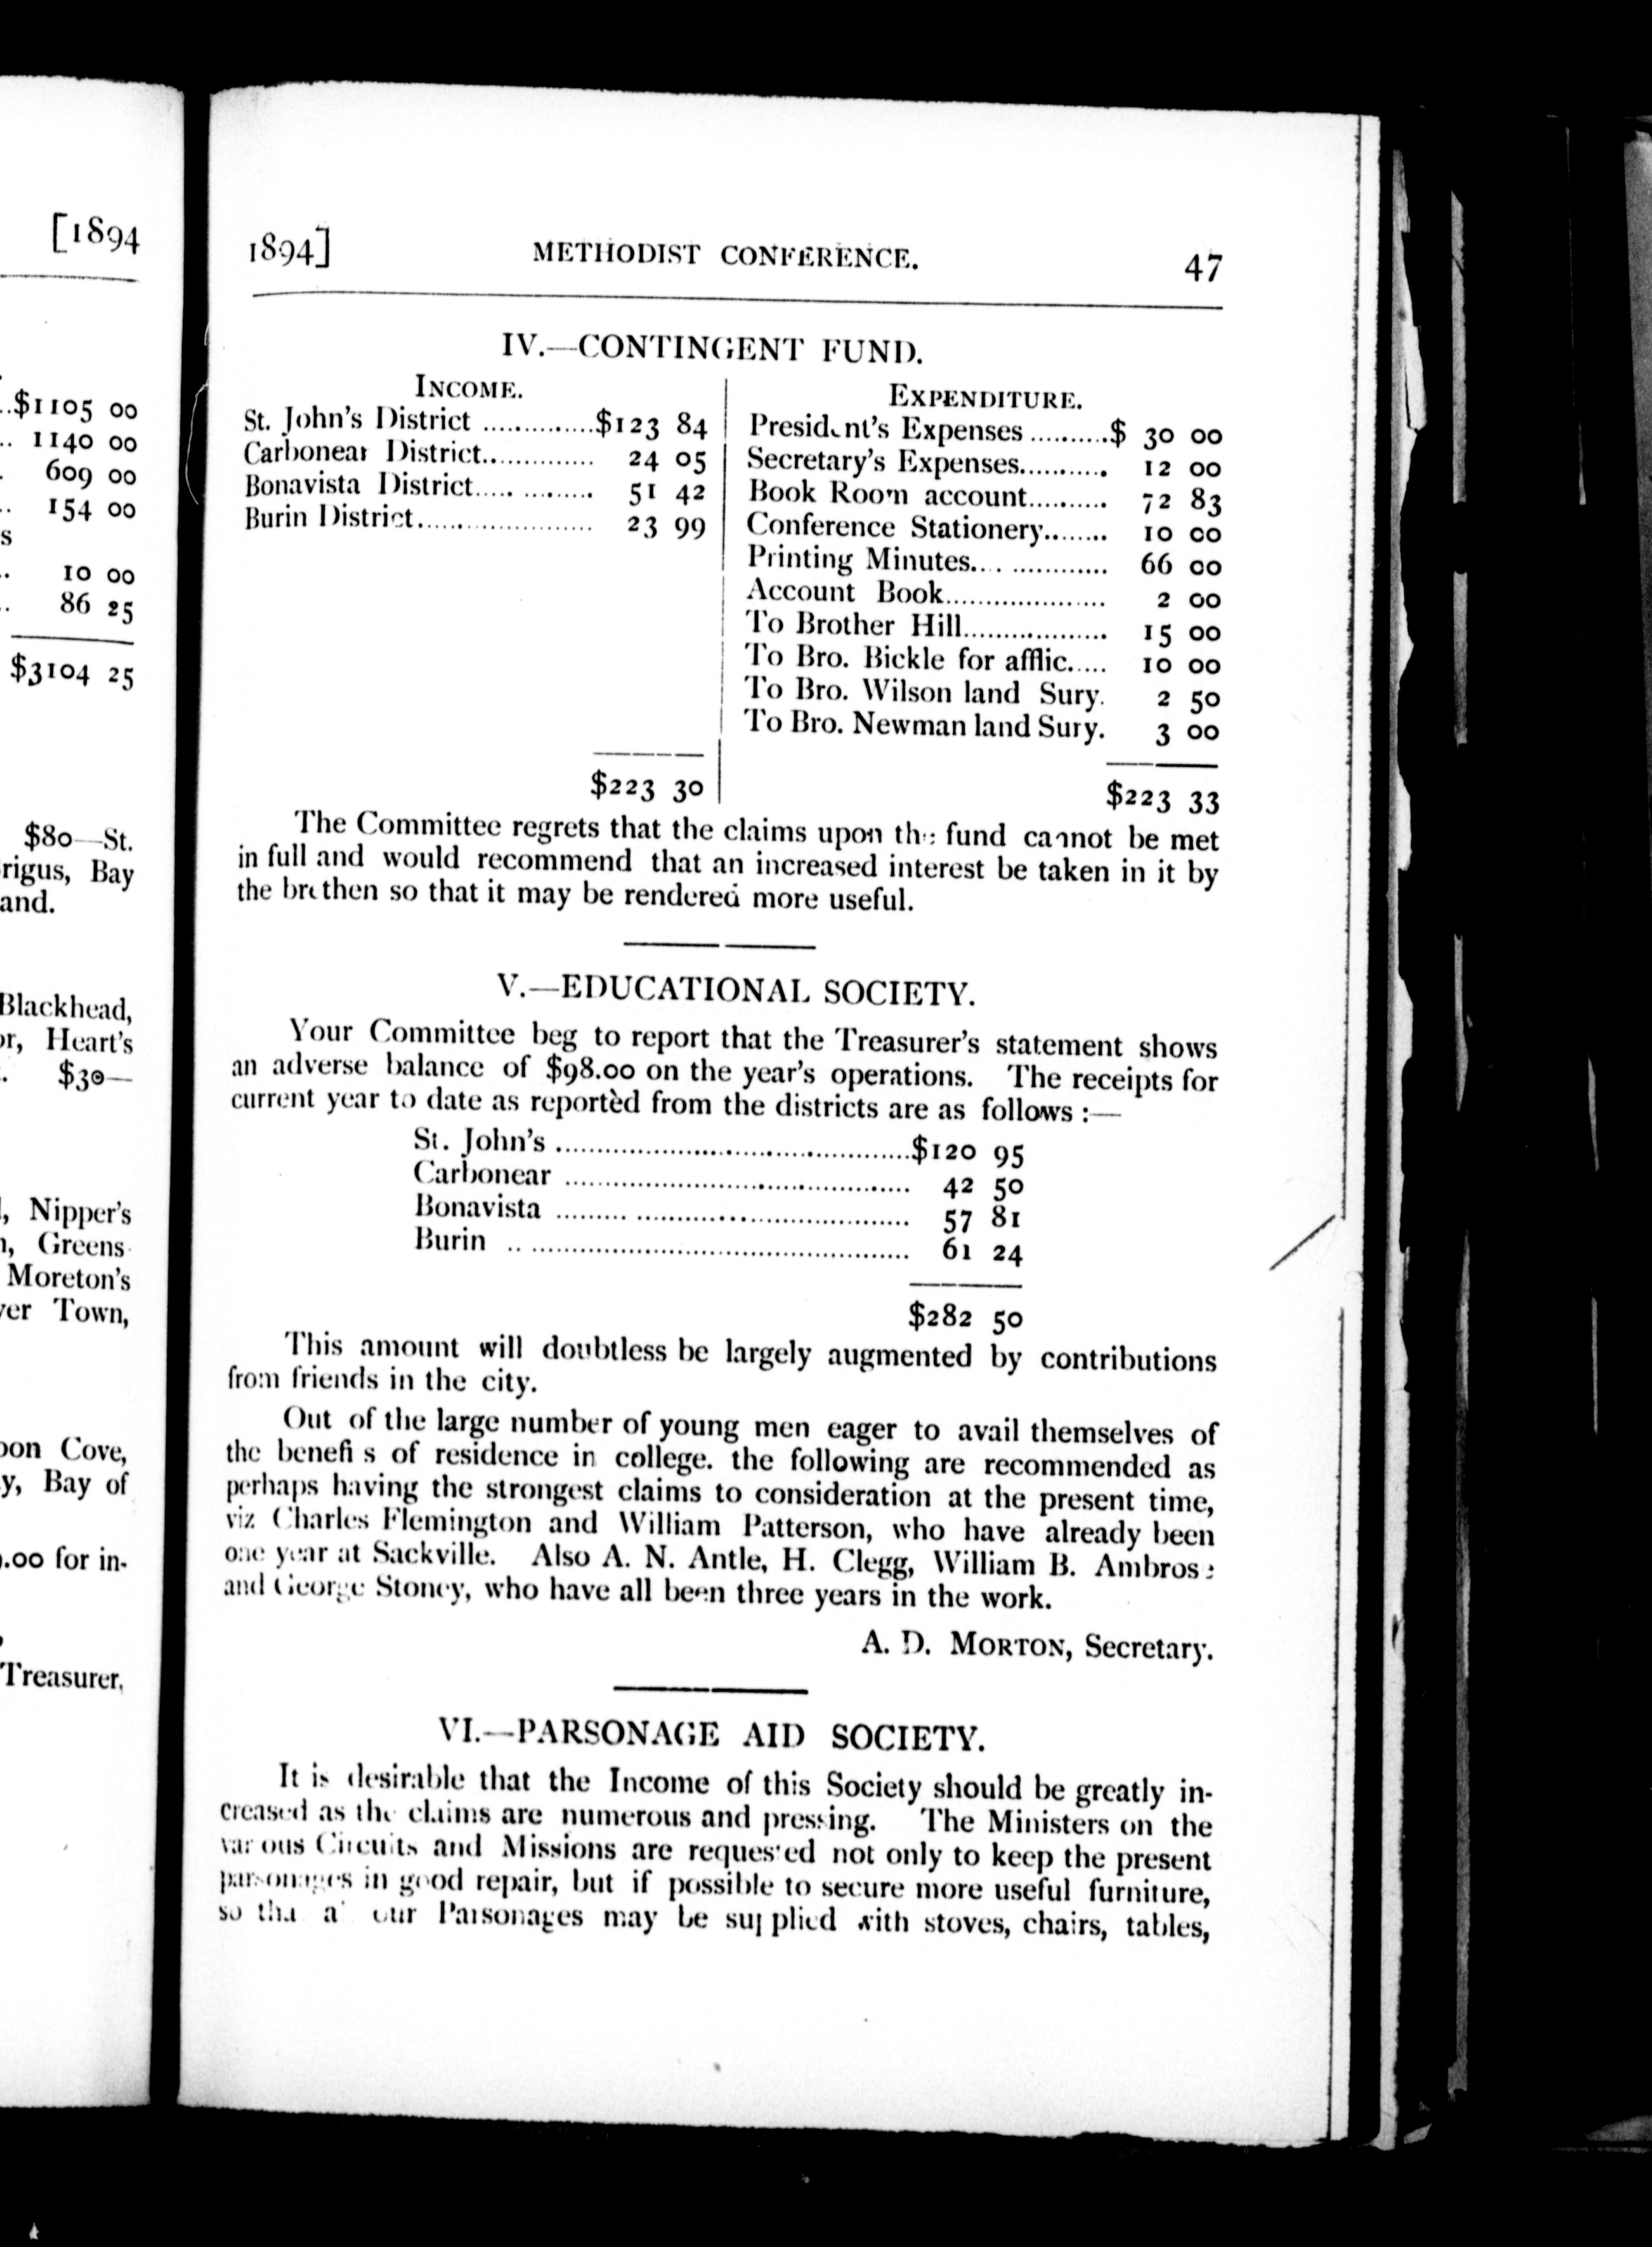 [1894
..$1105 00
.. 1140 00
. 609 00
.. 154 00
s
.. 10 00
.. 86 25
$3104 25
$80—St.
rigus, Bay
and.
Blackhead,
or, Heart's
$30—
, Nipper's
, Greens
Moreton's
er Town,
oon Cove,
y, Bay of
.00 for in-
Treasurer,
1894] METHODIST CONFERENCE. 47
IV.—CONTINGENT FUND.
INCOME.
St. John's District ..............$123 84
Carbonear District............... 24 05
Bonavista District..... ......... 51 42
Burin District...................... 23 99
$223 30
EXPENDITURE.
President's Expenses ..........$ 30 00
Secretary's Expenses........... 12 00
Book Room account.......... 72 83
Conference Stationery........ 10 00
Printing Minutes.... ............ 66 00
Account Book.................... 2 00
To Brother Hill.................. 15 00
To Bro. Bickle for afflic..... 10 00
To Bro. Wilson land Sury. 2 50
To Bro. Newman land Sury. 3 00
$223 33
The Committee regrets that the claims upon the fund cannot be met
in full and would recommend that an increased interest be taken in it by
the brethen so that it may be rendered more useful.
V.—EDUCATIONAL SOCIETY.
Your Committee beg to report that the Treasurer's statement shows
an adverse balance of $98.00 on the year's operations. The receipts for
current year to date as reported from the districts are as follows :—
St. John's ............................................$120 95
Carbonear .......................................... 42 50
Bonavista ......... ................................. 57 81
Burin .. .............................................. 61 24
$282 50
This amount will doubtless be largely augmented by contributions
from friends in the city.
Out of the large number of young men eager to avail themselves of
the benefi s of residence in college. the following are recommended as
perhaps having the strongest claims to consideration at the present time,
viz Charles Flemington and William Patterson, who have already been
one year at Sackville. Also A. N. Antle, H. Clegg, William B. Ambrose
and George Stoney, who have all been three years in the work.
A. D. MORTON, Secretary.
VI.—PARSONAGE AID SOCIETY.
It is desirable that the Income of this Society should be greatly in-
creased as the claims are numerous and pressing. The Ministers on the
var ous Circuits and Missions are requested not only to keep the present
parsonages in good repair, but if possible to secure more useful furniture,
so tha a our Parsonages may be supplied with stoves, chairs, tables,